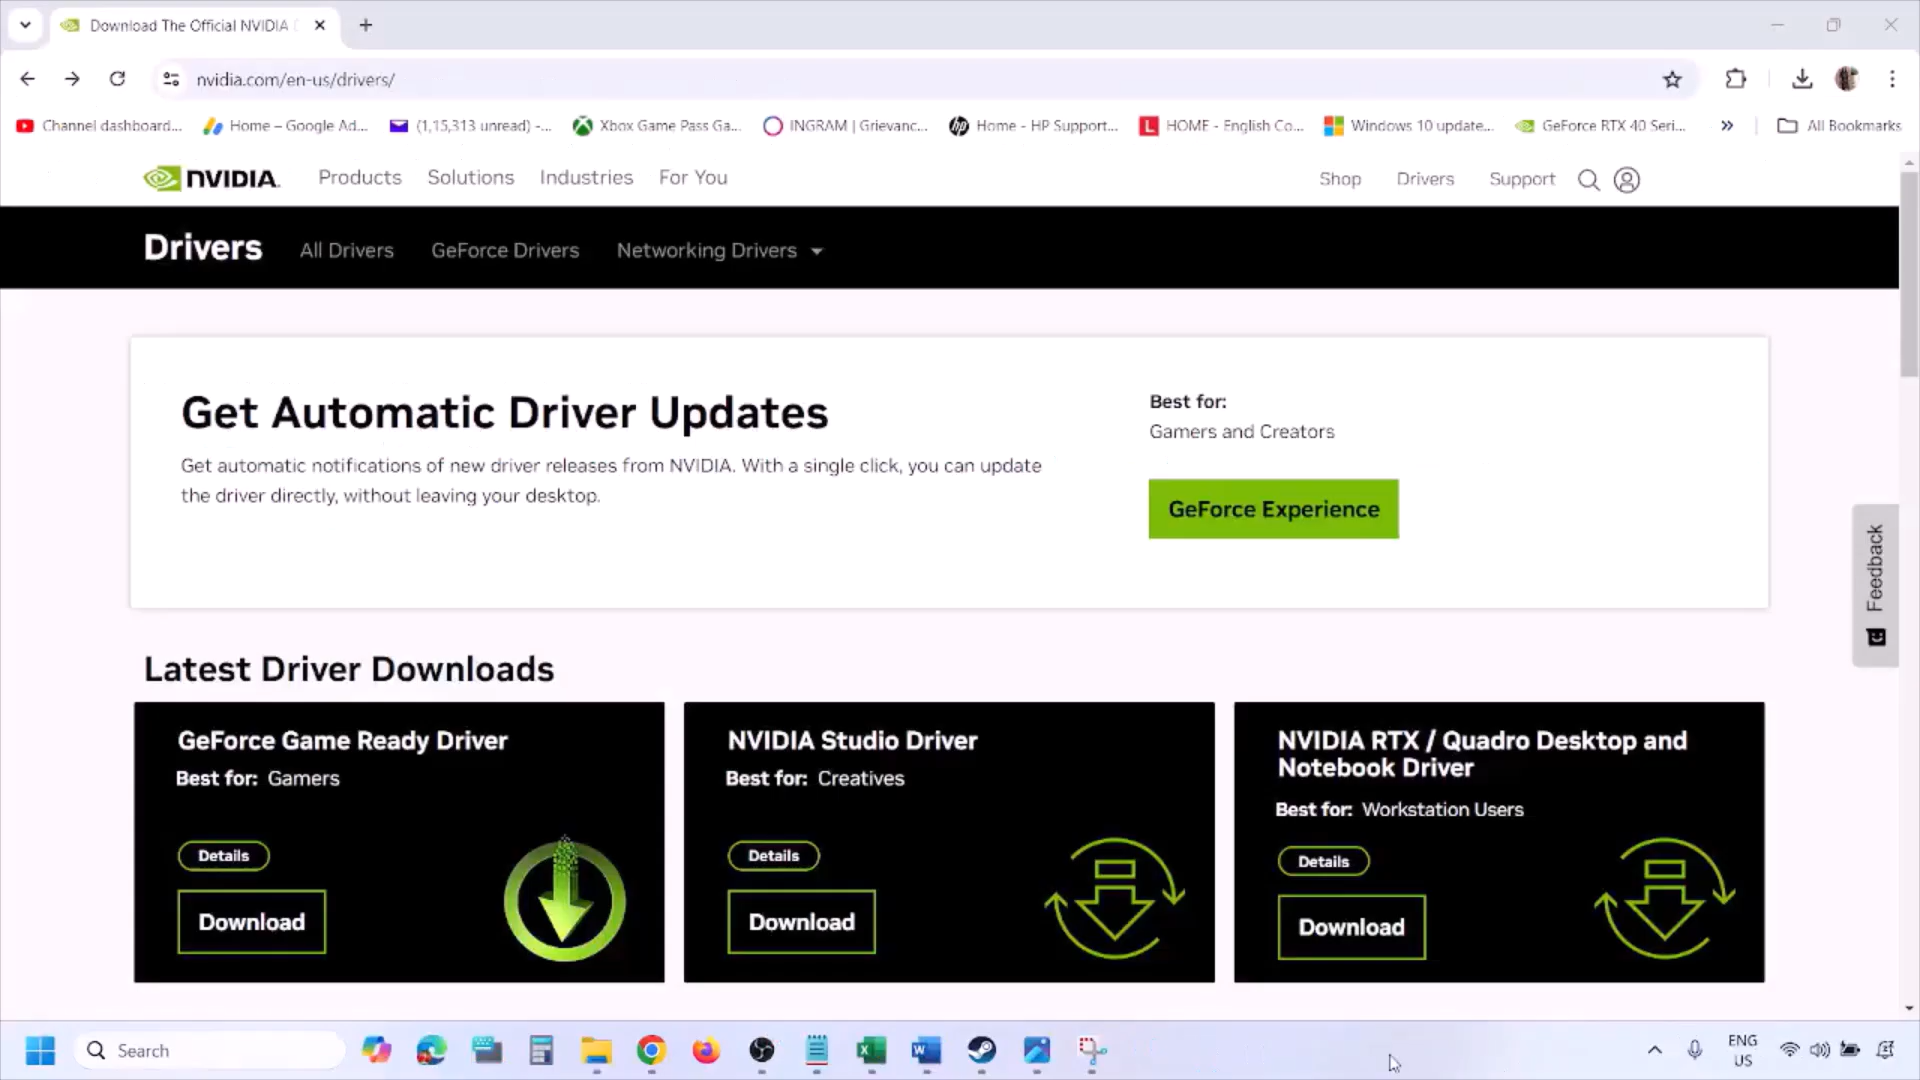 Download The Official NVIDIA
nvidia.com/en-us/drivers/
Channel dashboard... Home – Google Ad... (1,15,313 unread) -... Xbox Game Pass Ga... INGRAM | Grievanc... Home - HP Support... HOME - English Co... Windows 10 update... GeForce RTX 40 Seri... » All Bookmarks
NVIDIA. Products Solutions Industries For You Shop Drivers Support
Drivers All Drivers GeForce Drivers Networking Drivers
Get Automatic Driver Updates
Get automatic notifications of new driver releases from NVIDIA. With a single click, you can update
the driver directly, without leaving your desktop.
Best for:
Gamers and Creators
GeForce Experience
Feedback
Latest Driver Downloads
GeForce Game Ready Driver
Best for: Gamers
Details
Download
NVIDIA Studio Driver
Best for: Creatives
Details
Download
NVIDIA RTX / Quadro Desktop and
Notebook Driver
Best for: Workstation Users
Details
Download
Search
ENG
US